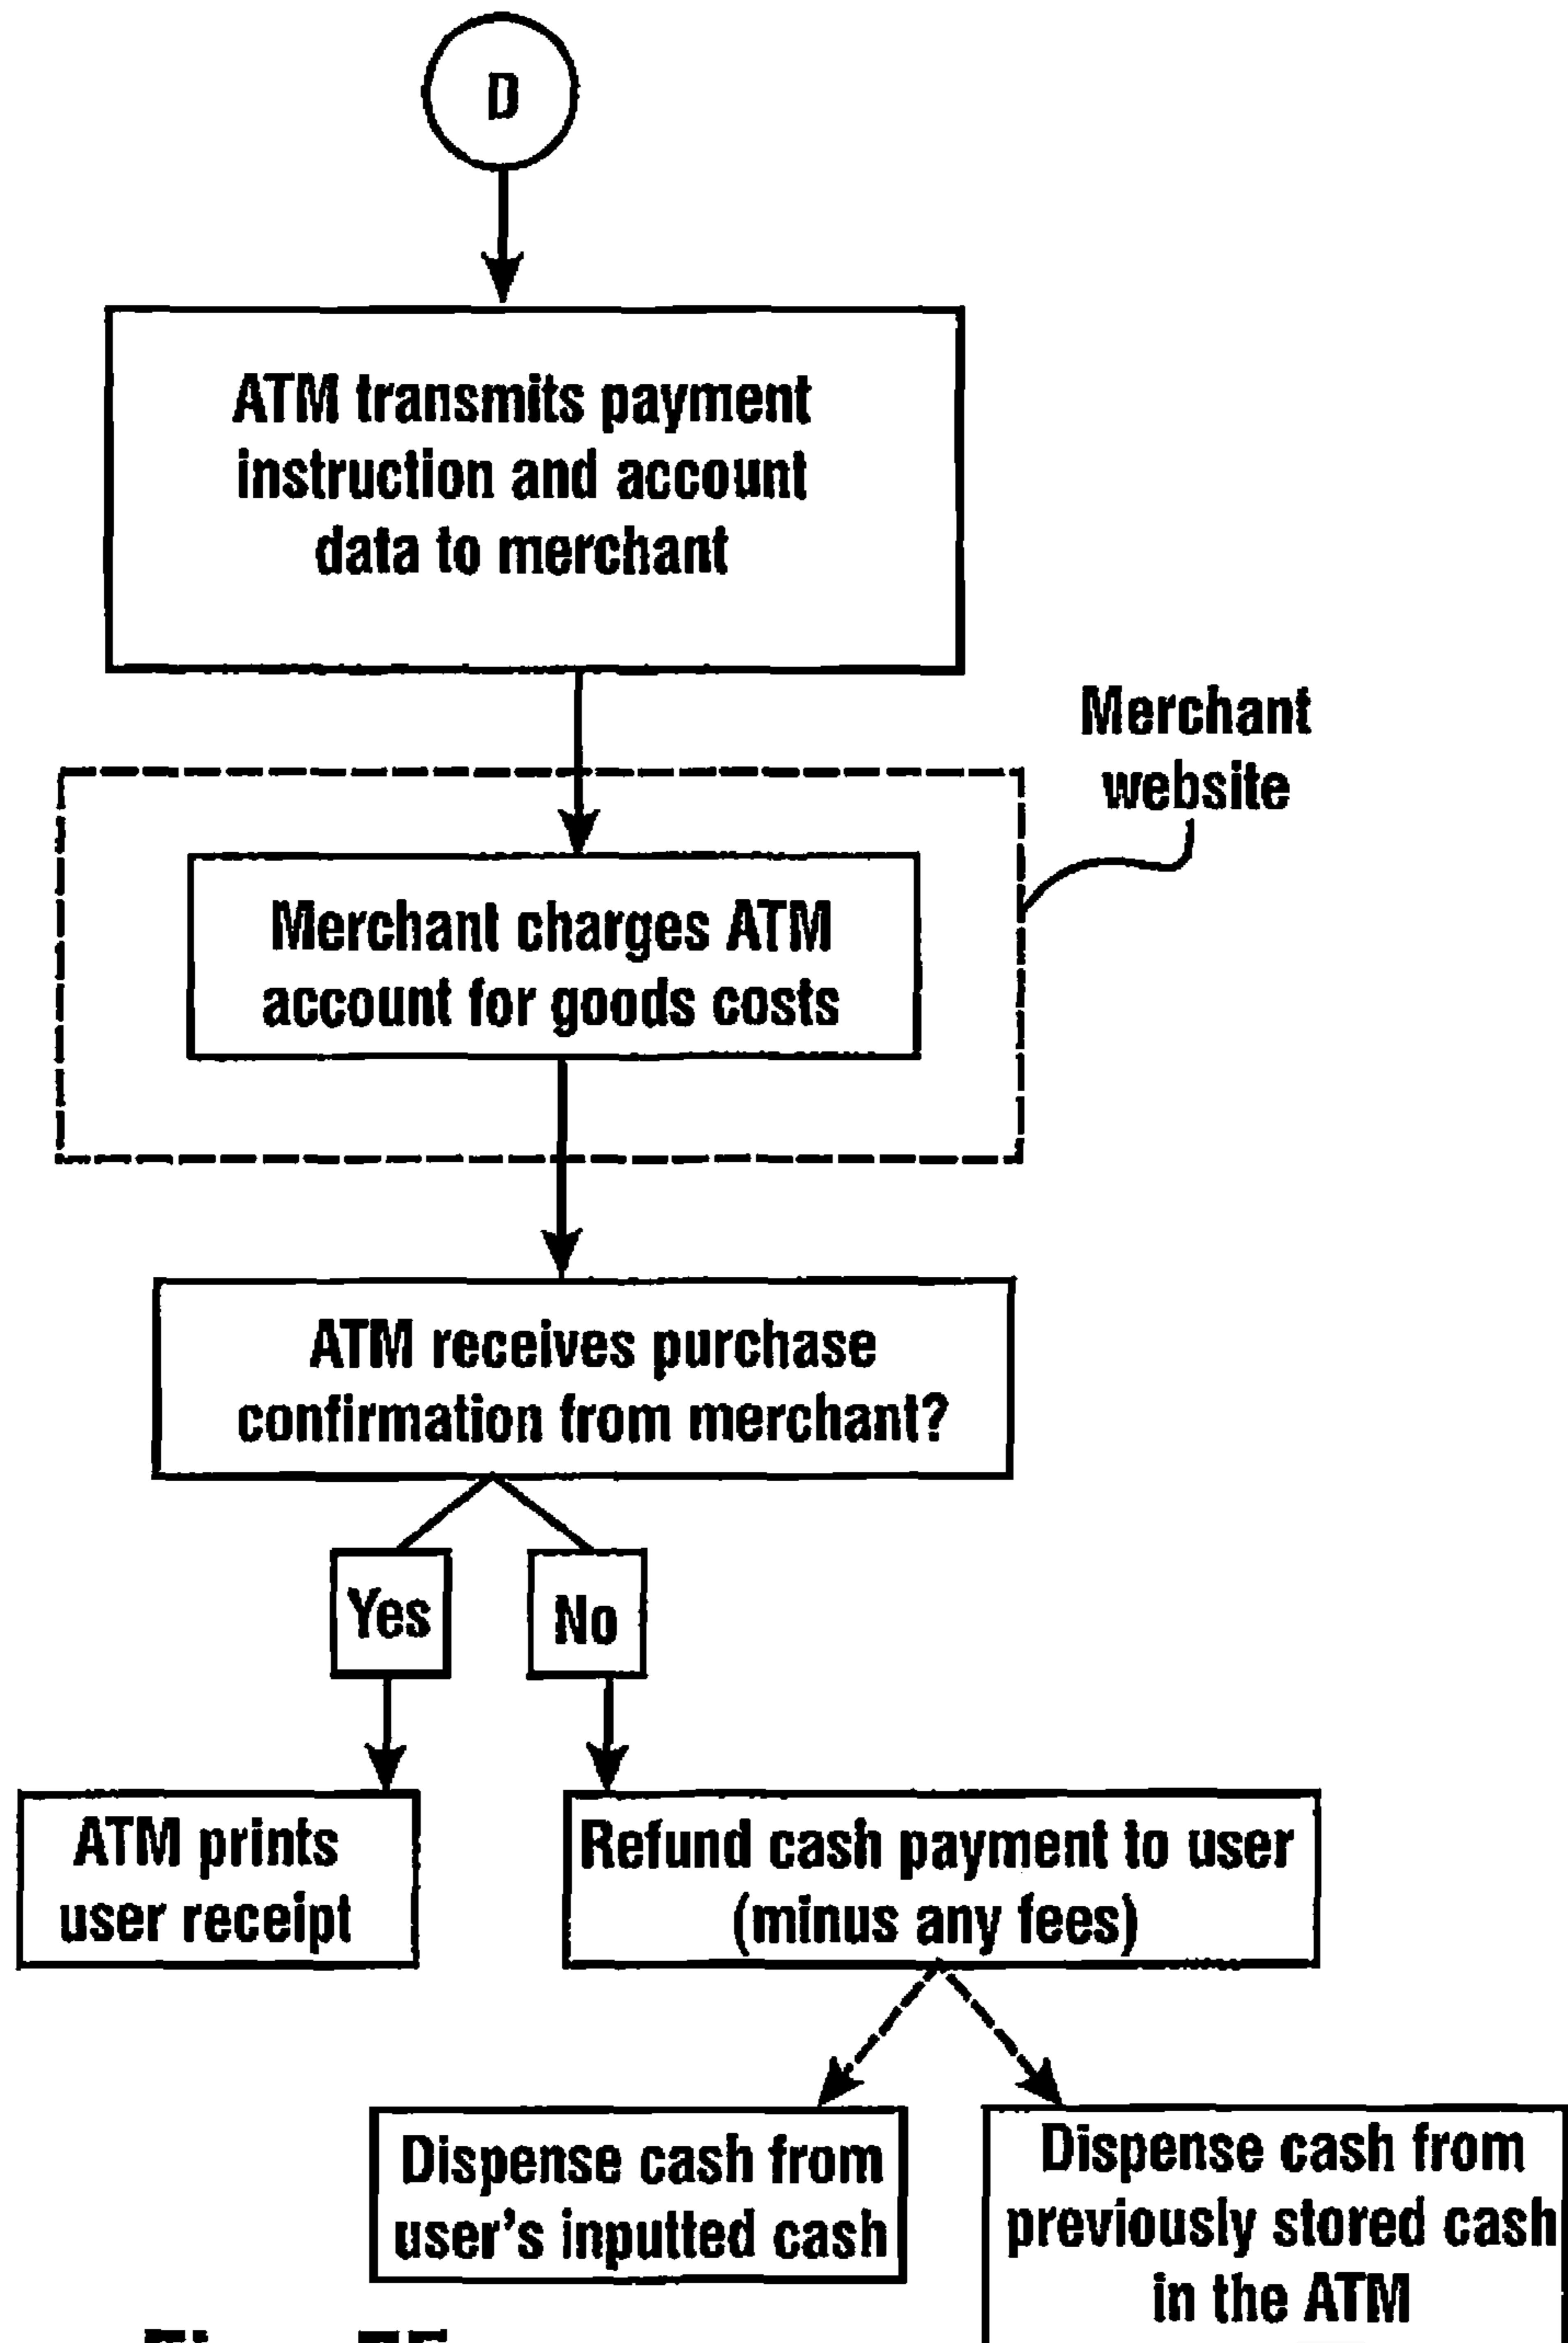 D
ATM transmits payment
instruction and account
data to merchant
Merchant
website
Merchant charges ATM
account for goods costs
ATM receives purchase
confirmation from merchant?
Yes
No
ATM prints
user receipt
Refund cash payment to user
(minus any fees)
Dispense cash from
user's inputted cash
Dispense cash from
previously stored cash
in the ATM